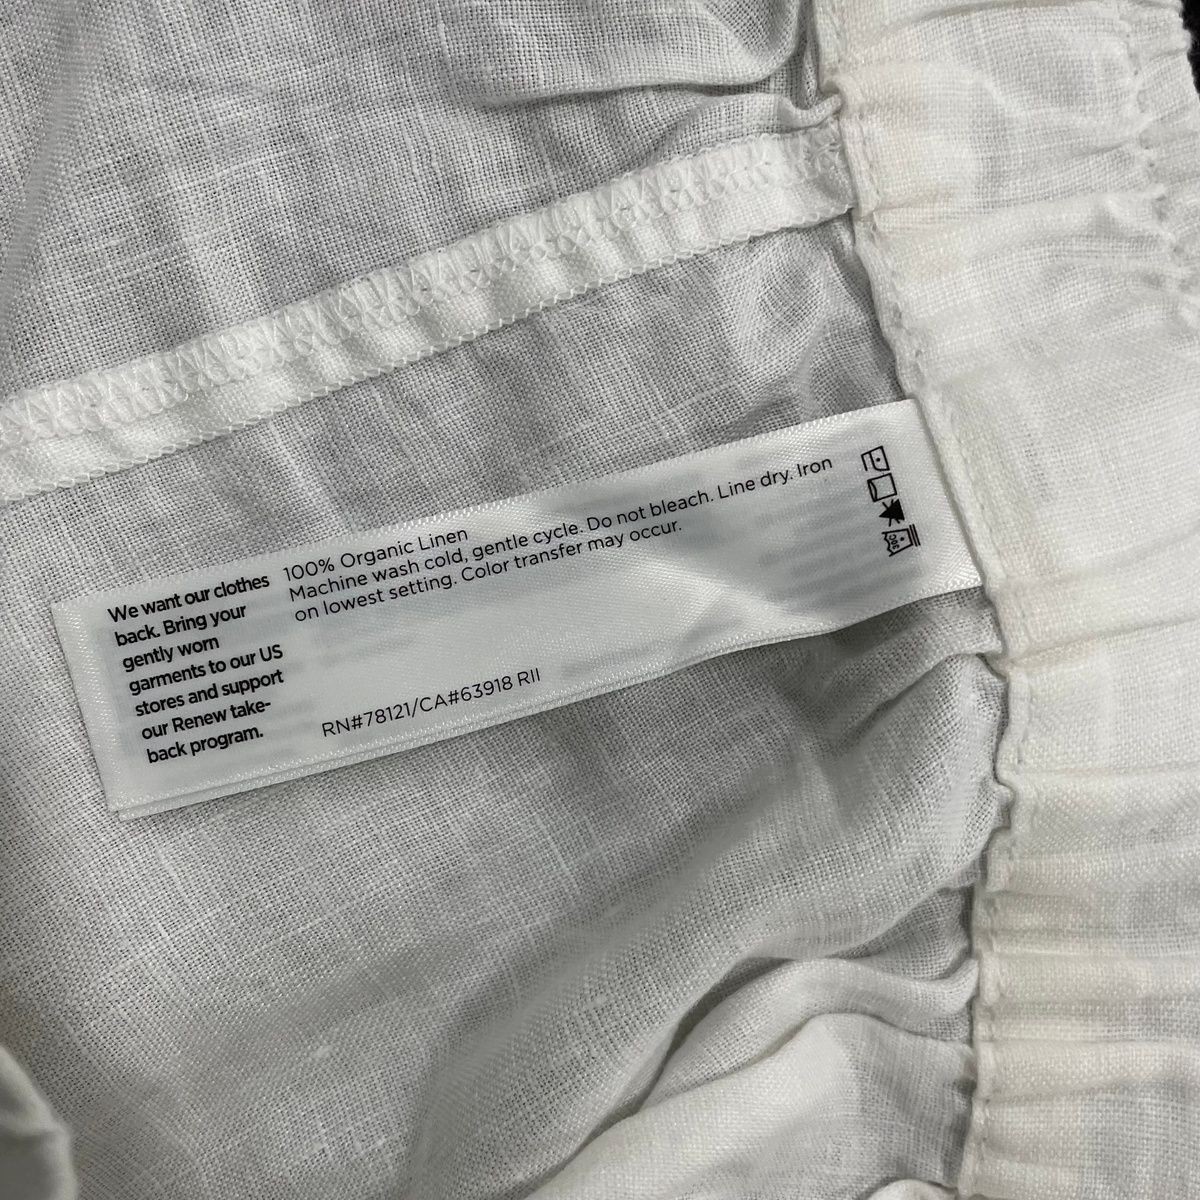 We want our clothes
back. Bring your
gently worn
garments to our US
stores and support
our Renew take-
back program.
100% Organic Linen
Machine wash cold, gentle cycle. Do not bleach. Line dry. Iron
on lowest setting. Color transfer may occur.
RN#78121/CA#63918 RII
30C